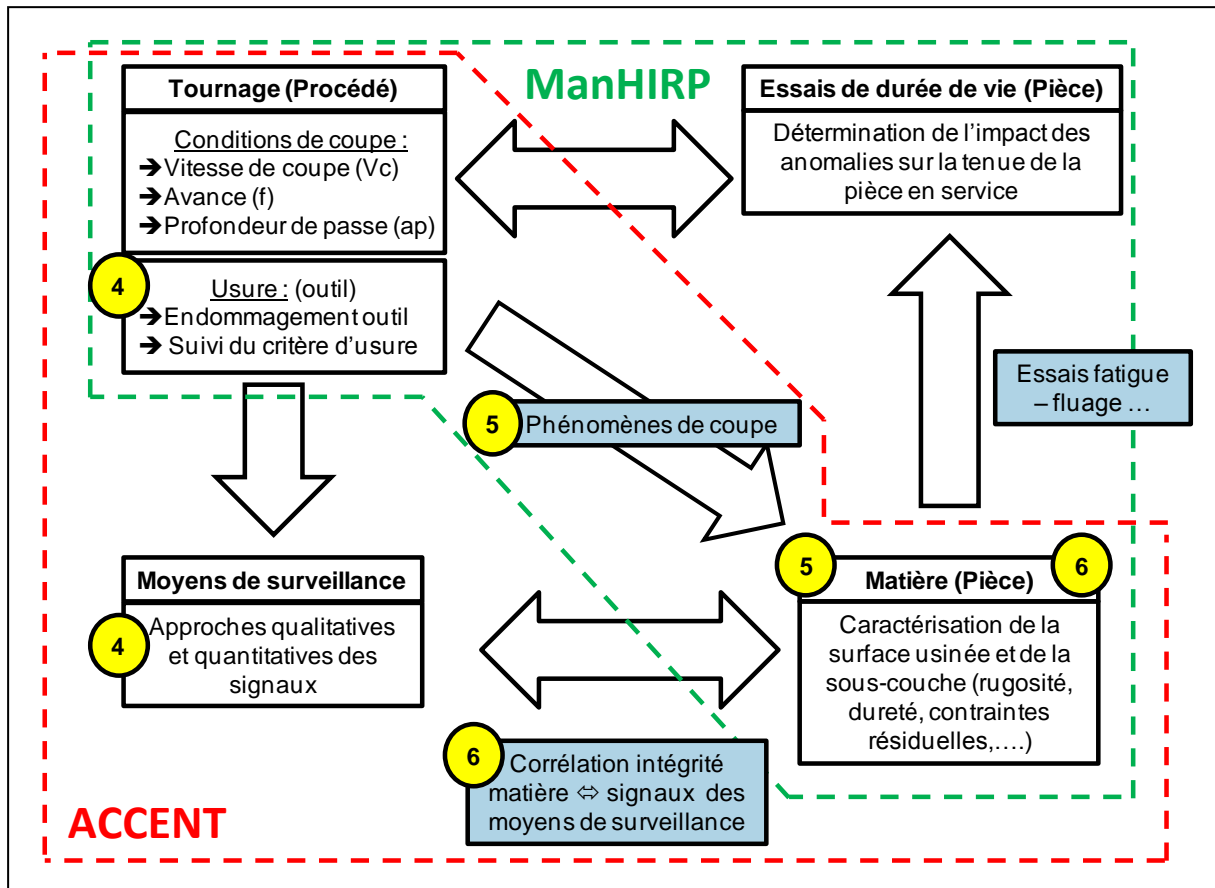 ManHIRP
Tournage (Procédé)
Conditions de coupe :
➔Vitesse de coupe (Vc)
➔Avance (f)
➔Profondeur de passe (ap)
4
Usure : (outil)
➔Endommagement outil
➔ Suivi du critère d'usure
Essais de durée de vie (Pièce)
Détermination de l'impact des
anomalies sur la tenue de la
pièce en service
Essais fatigue
– fluage …
5
Phénomènes de coupe
Moyens de surveillance
4
Approches qualitatives
et quantitatives des
signaux
5
Matière (Pièce)
6
Caractérisation de la
surface usinée et de la
sous-couche (rugosité,
dureté, contraintes
résiduelles,….)
6
Corrélation intégrité
matière ⇔ signaux des
moyens de surveillance
ACCENT